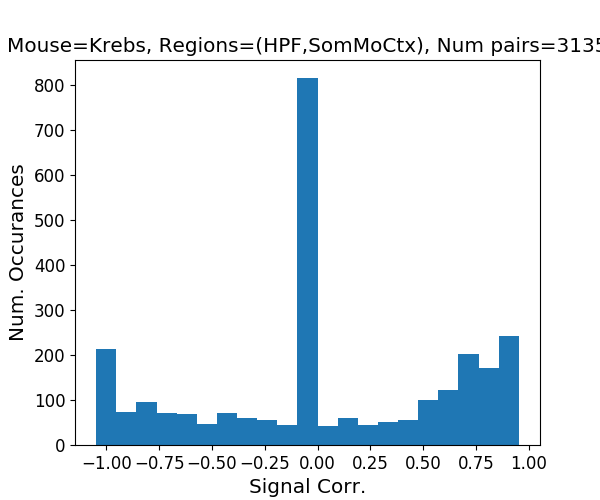 Mouse=Krebs, Regions=(HPF,SomMoCtx), Num pairs=3135
800
700
600
500
400
300
200
100
0
Num. Occurances
−1.00 −0.75 −0.50 −0.25 0.00 0.25 0.50 0.75 1.00
Signal Corr.